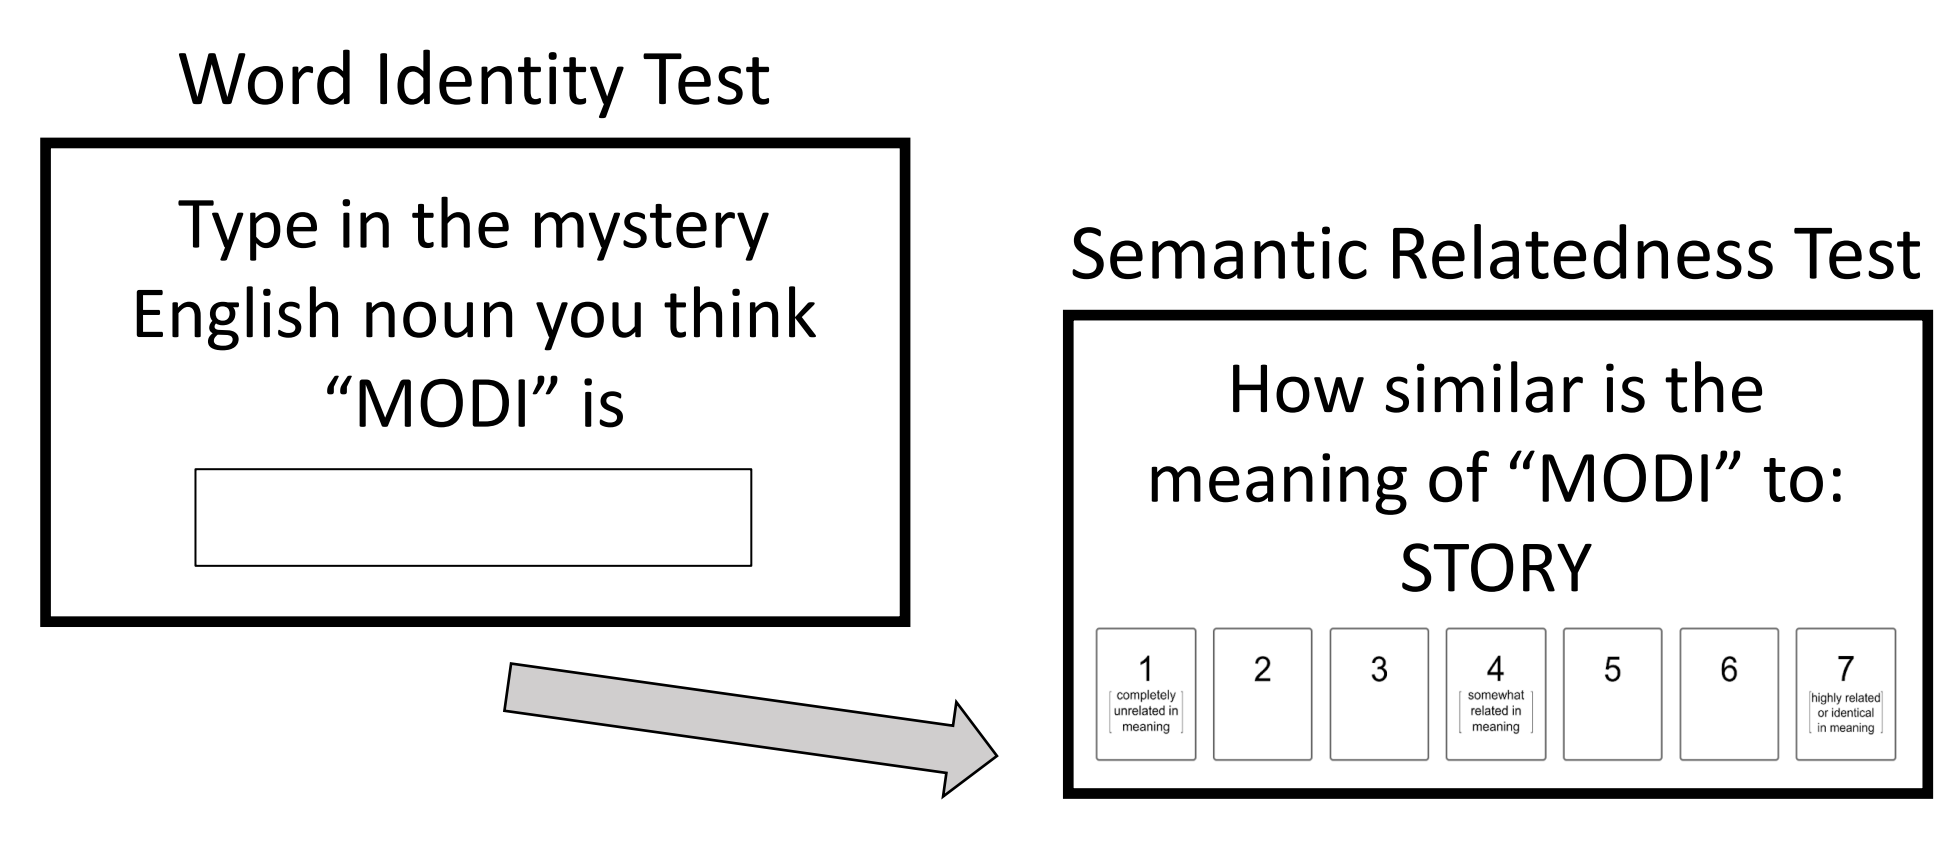 Word Identity Test
Type in the mystery
English noun you think
“MODI” is
Semantic Relatedness Test
How similar is the
meaning of “MODI” to:
STORY
1
completely
unrelated in
meaning
2
3
4
somewhat
related in
meaning
5
6
7
highly related
or identical
in meaning